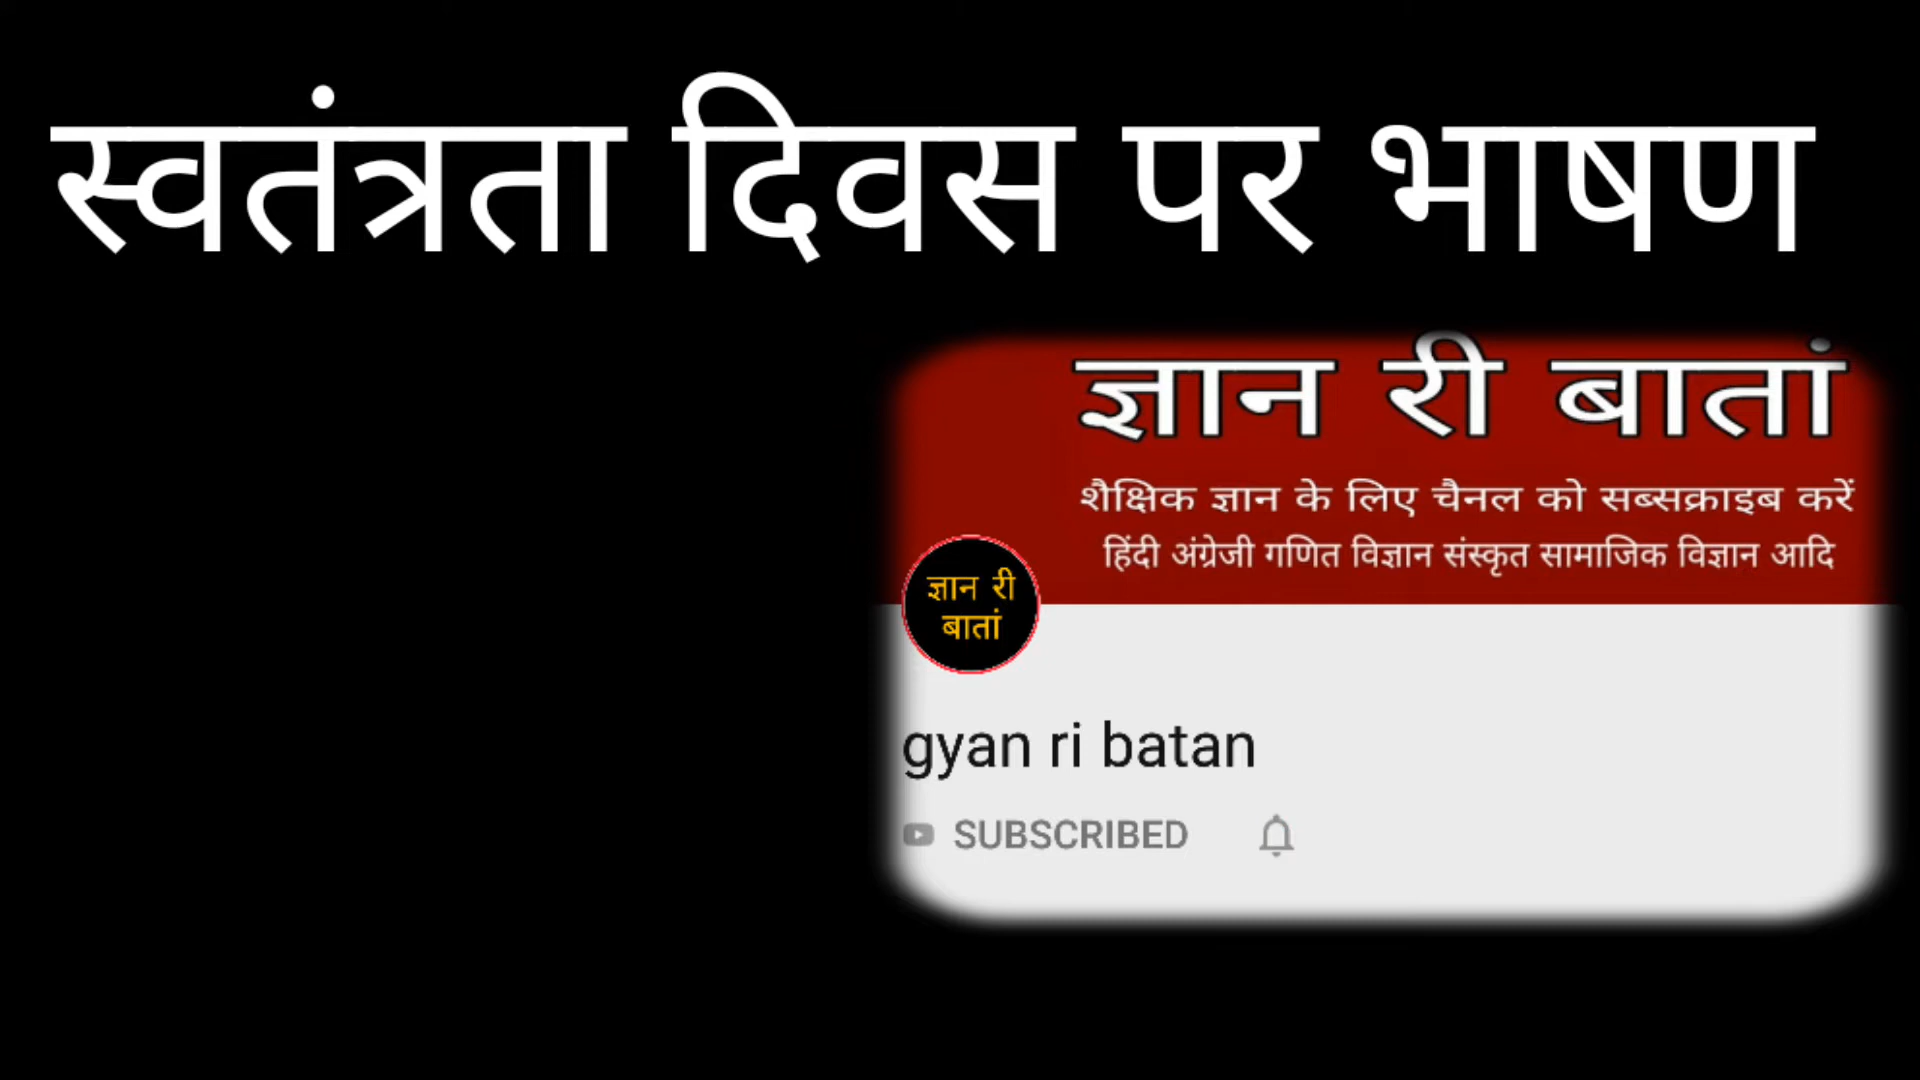 स्वतंत्रता दिवस पर भाषण
ज्ञान री बातां
शैक्षिक ज्ञान के लिए चैनल को सब्सक्राइब करें
हिंदी अंग्रेजी गणित विज्ञान संस्कृत सामाजिक विज्ञान आदि
ज्ञान री
बातां
gyan ri batan
SUBSCRIBED